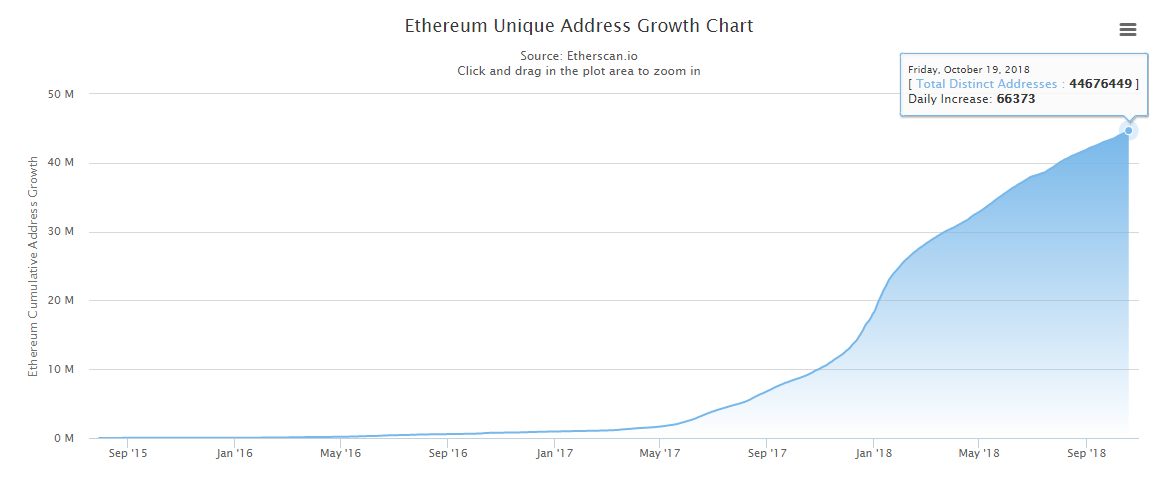 Ethereum Unique Address Growth Chart
Source: Etherscan.io
Click and drag in the plot area to zoom in
Friday, October 19, 2018
[ Total Distinct Addresses : 44676449 ]
Daily Increase: 66373
Ethereum Cumulative Address Growth
50 M
40 M
30 M
20 M
10 M
0 M
Sep '15 Jan '16 May '16 Sep '16 Jan '17 May '17 Sep '17 Jan '18 May '18 Sep '18